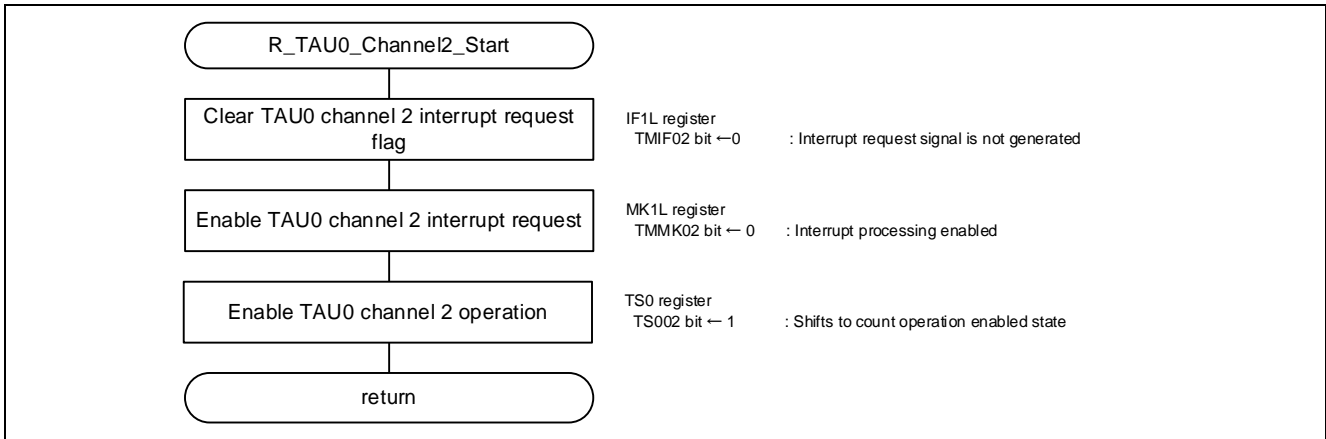 R_TAU0_Channel2_Start
Clear TAU0 channel 2 interrupt request
flag
IF1L register
TMIF02 bit ←0 : Interrupt request signal is not generated
Enable TAU0 channel 2 interrupt request
MK1L register
TMMK02 bit ← 0 : Interrupt processing enabled
Enable TAU0 channel 2 operation
TS0 register
TS002 bit ← 1 : Shifts to count operation enabled state
return